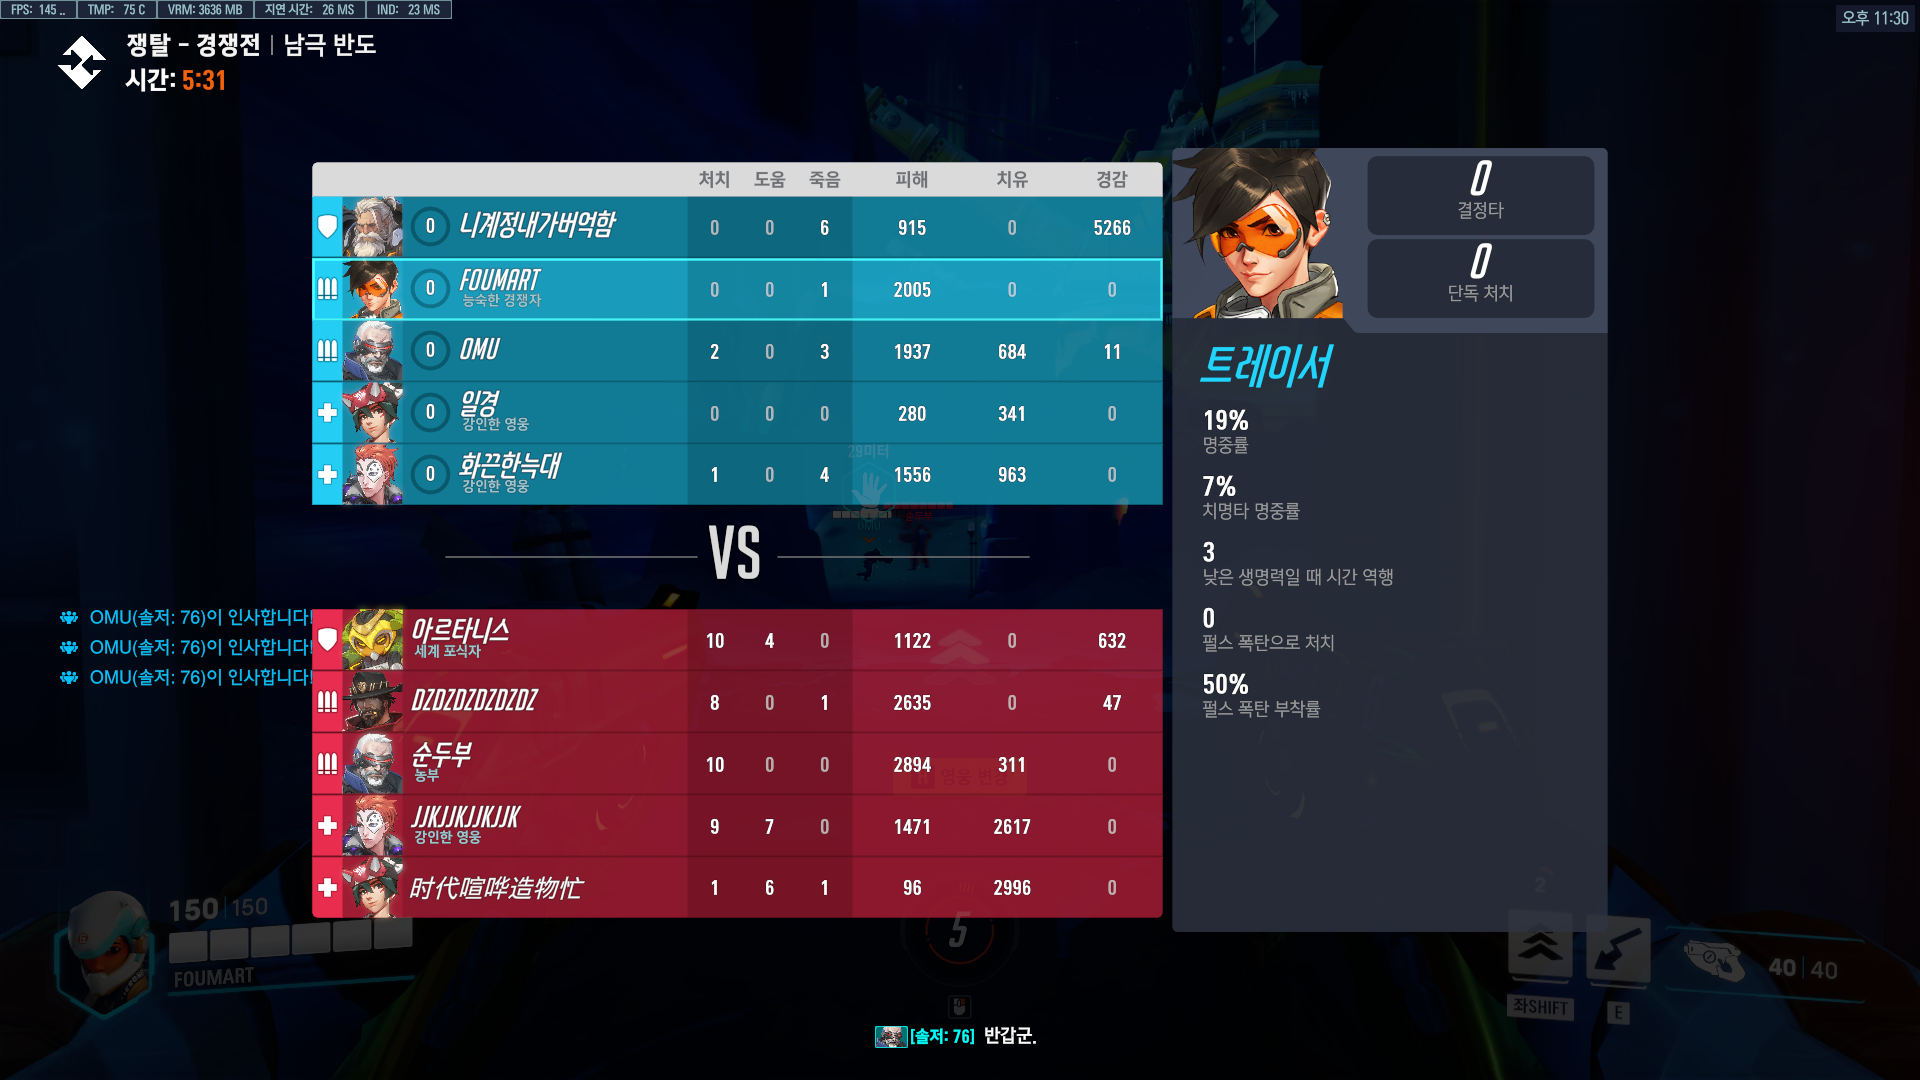 FPS: 145 .. TMP: 75 C VRM: 3636 MB 지연 시간: 26 MS IND: 23 MS
오후 11:30
쟁탈 - 경쟁전 | 남극 반도
시간: 5:31
처치 도움 죽음 피해 치유 경감
0 니계정내가버억함 0 0 6 915 0 5266
0 FOUMART 0 0 1 2005 0 0
능숙한 경쟁자
0 OMU 2 0 3 1937 684 11
0 일경 0 0 0 280 341 0
강인한 영웅
0 화끈한늑대 1 0 4 1556 963 0
강인한 영웅
29미터
OMU
순두부
VS
OMU(솔저: 76)이 인사합니다!
OMU(솔저: 76)이 인사합니다!
OMU(솔저: 76)이 인사합니다!
아르타니스 10 4 0 1122 0 632
세계 포식자
DZDZDZDZDZDZ 8 0 1 2635 0 47
순두부 10 0 0 2894 311 0
농부
JJKJJKJJKJJK 9 7 0 1471 2617 0
강인한 영웅
时代喧哗造物忙 1 6 1 96 2996 0
영웅 변경
0
결정타
0
단독 처치
트레이서
19%
명중률
7%
치명타 명중률
3
낮은 생명력일 때 시간 역행
0
펄스 폭탄으로 처치
50%
펄스 폭탄 부착률
150 | 150
FOUMART
5
2
좌SHIFT
E
40 | 40
[솔저: 76] 반갑군.